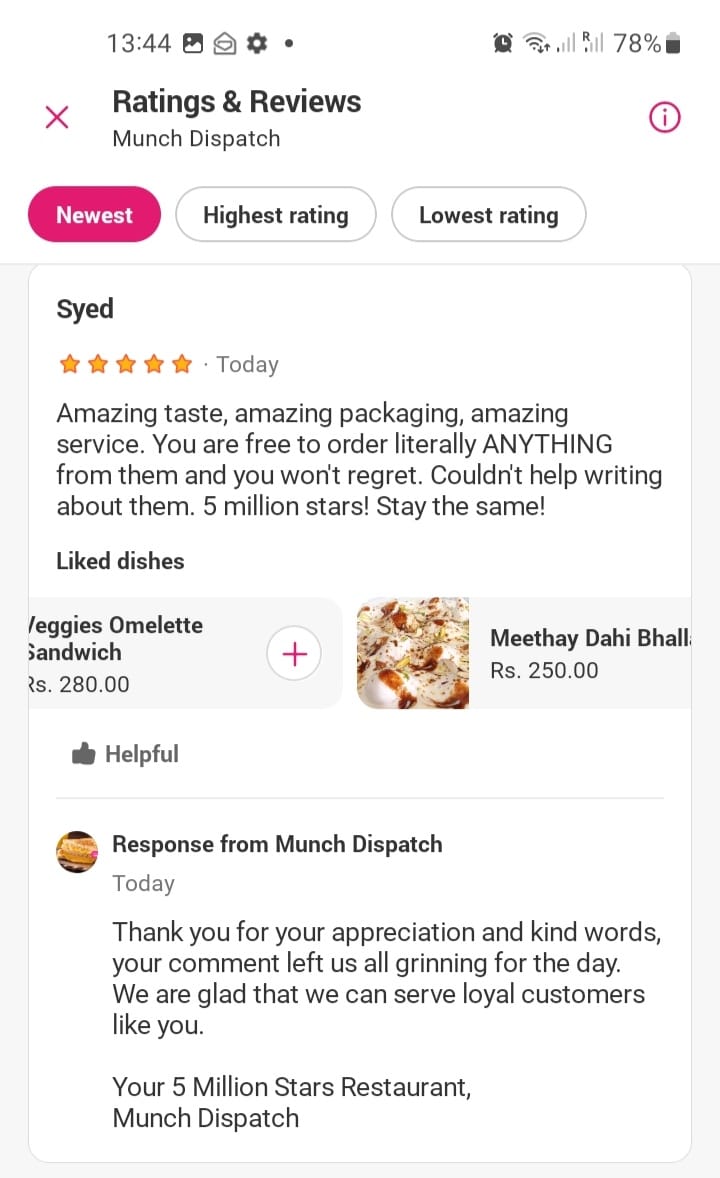 13:44
78%
Ratings & Reviews
Munch Dispatch
Newest
Highest rating
Lowest rating
Syed
· Today
Amazing taste, amazing packaging, amazing
service. You are free to order literally ANYTHING
from them and you won't regret. Couldn't help writing
about them. 5 million stars! Stay the same!
Liked dishes
Veggies Omelette
Sandwich
Rs. 280.00
Meethay Dahi Bhall
Rs. 250.00
Helpful
Response from Munch Dispatch
Today
Thank you for your appreciation and kind words,
your comment left us all grinning for the day.
We are glad that we can serve loyal customers
like you.
Your 5 Million Stars Restaurant,
Munch Dispatch